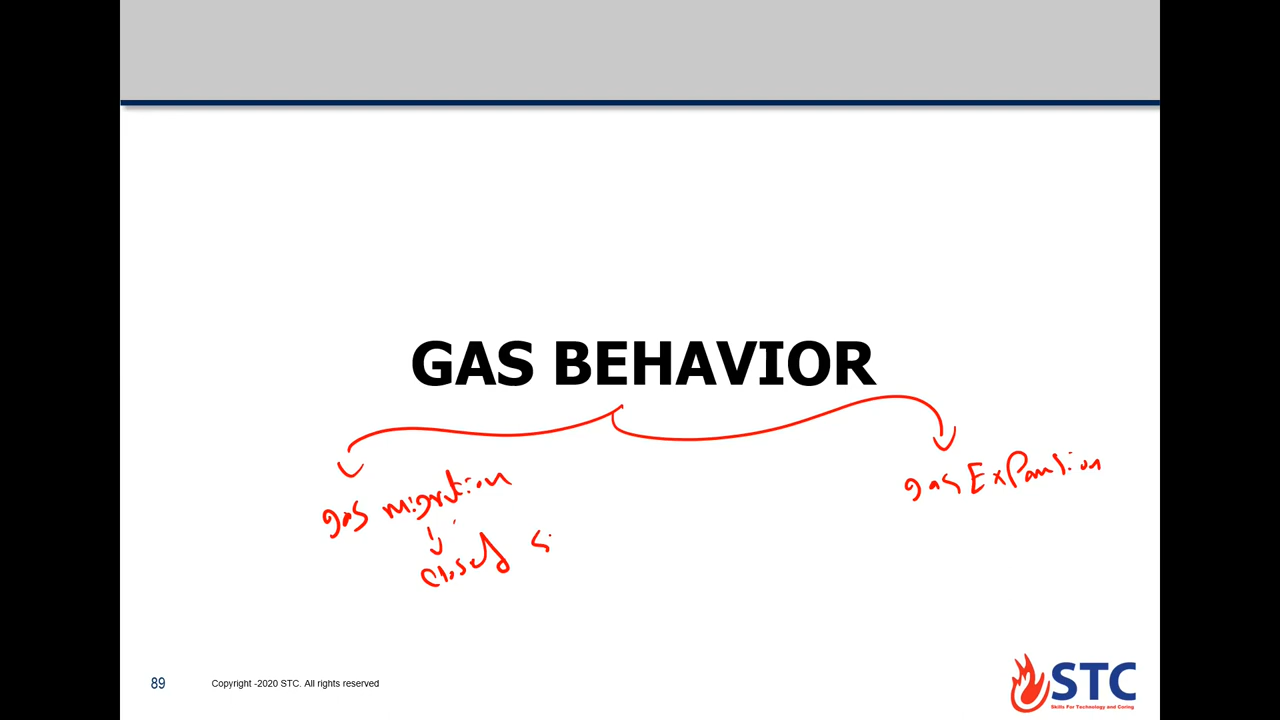 GAS BEHAVIOR
gas migration
gas Expansion
closed s
89
Copyright -2020 STC. All rights reserved
STC
Skills For Technology and Caring